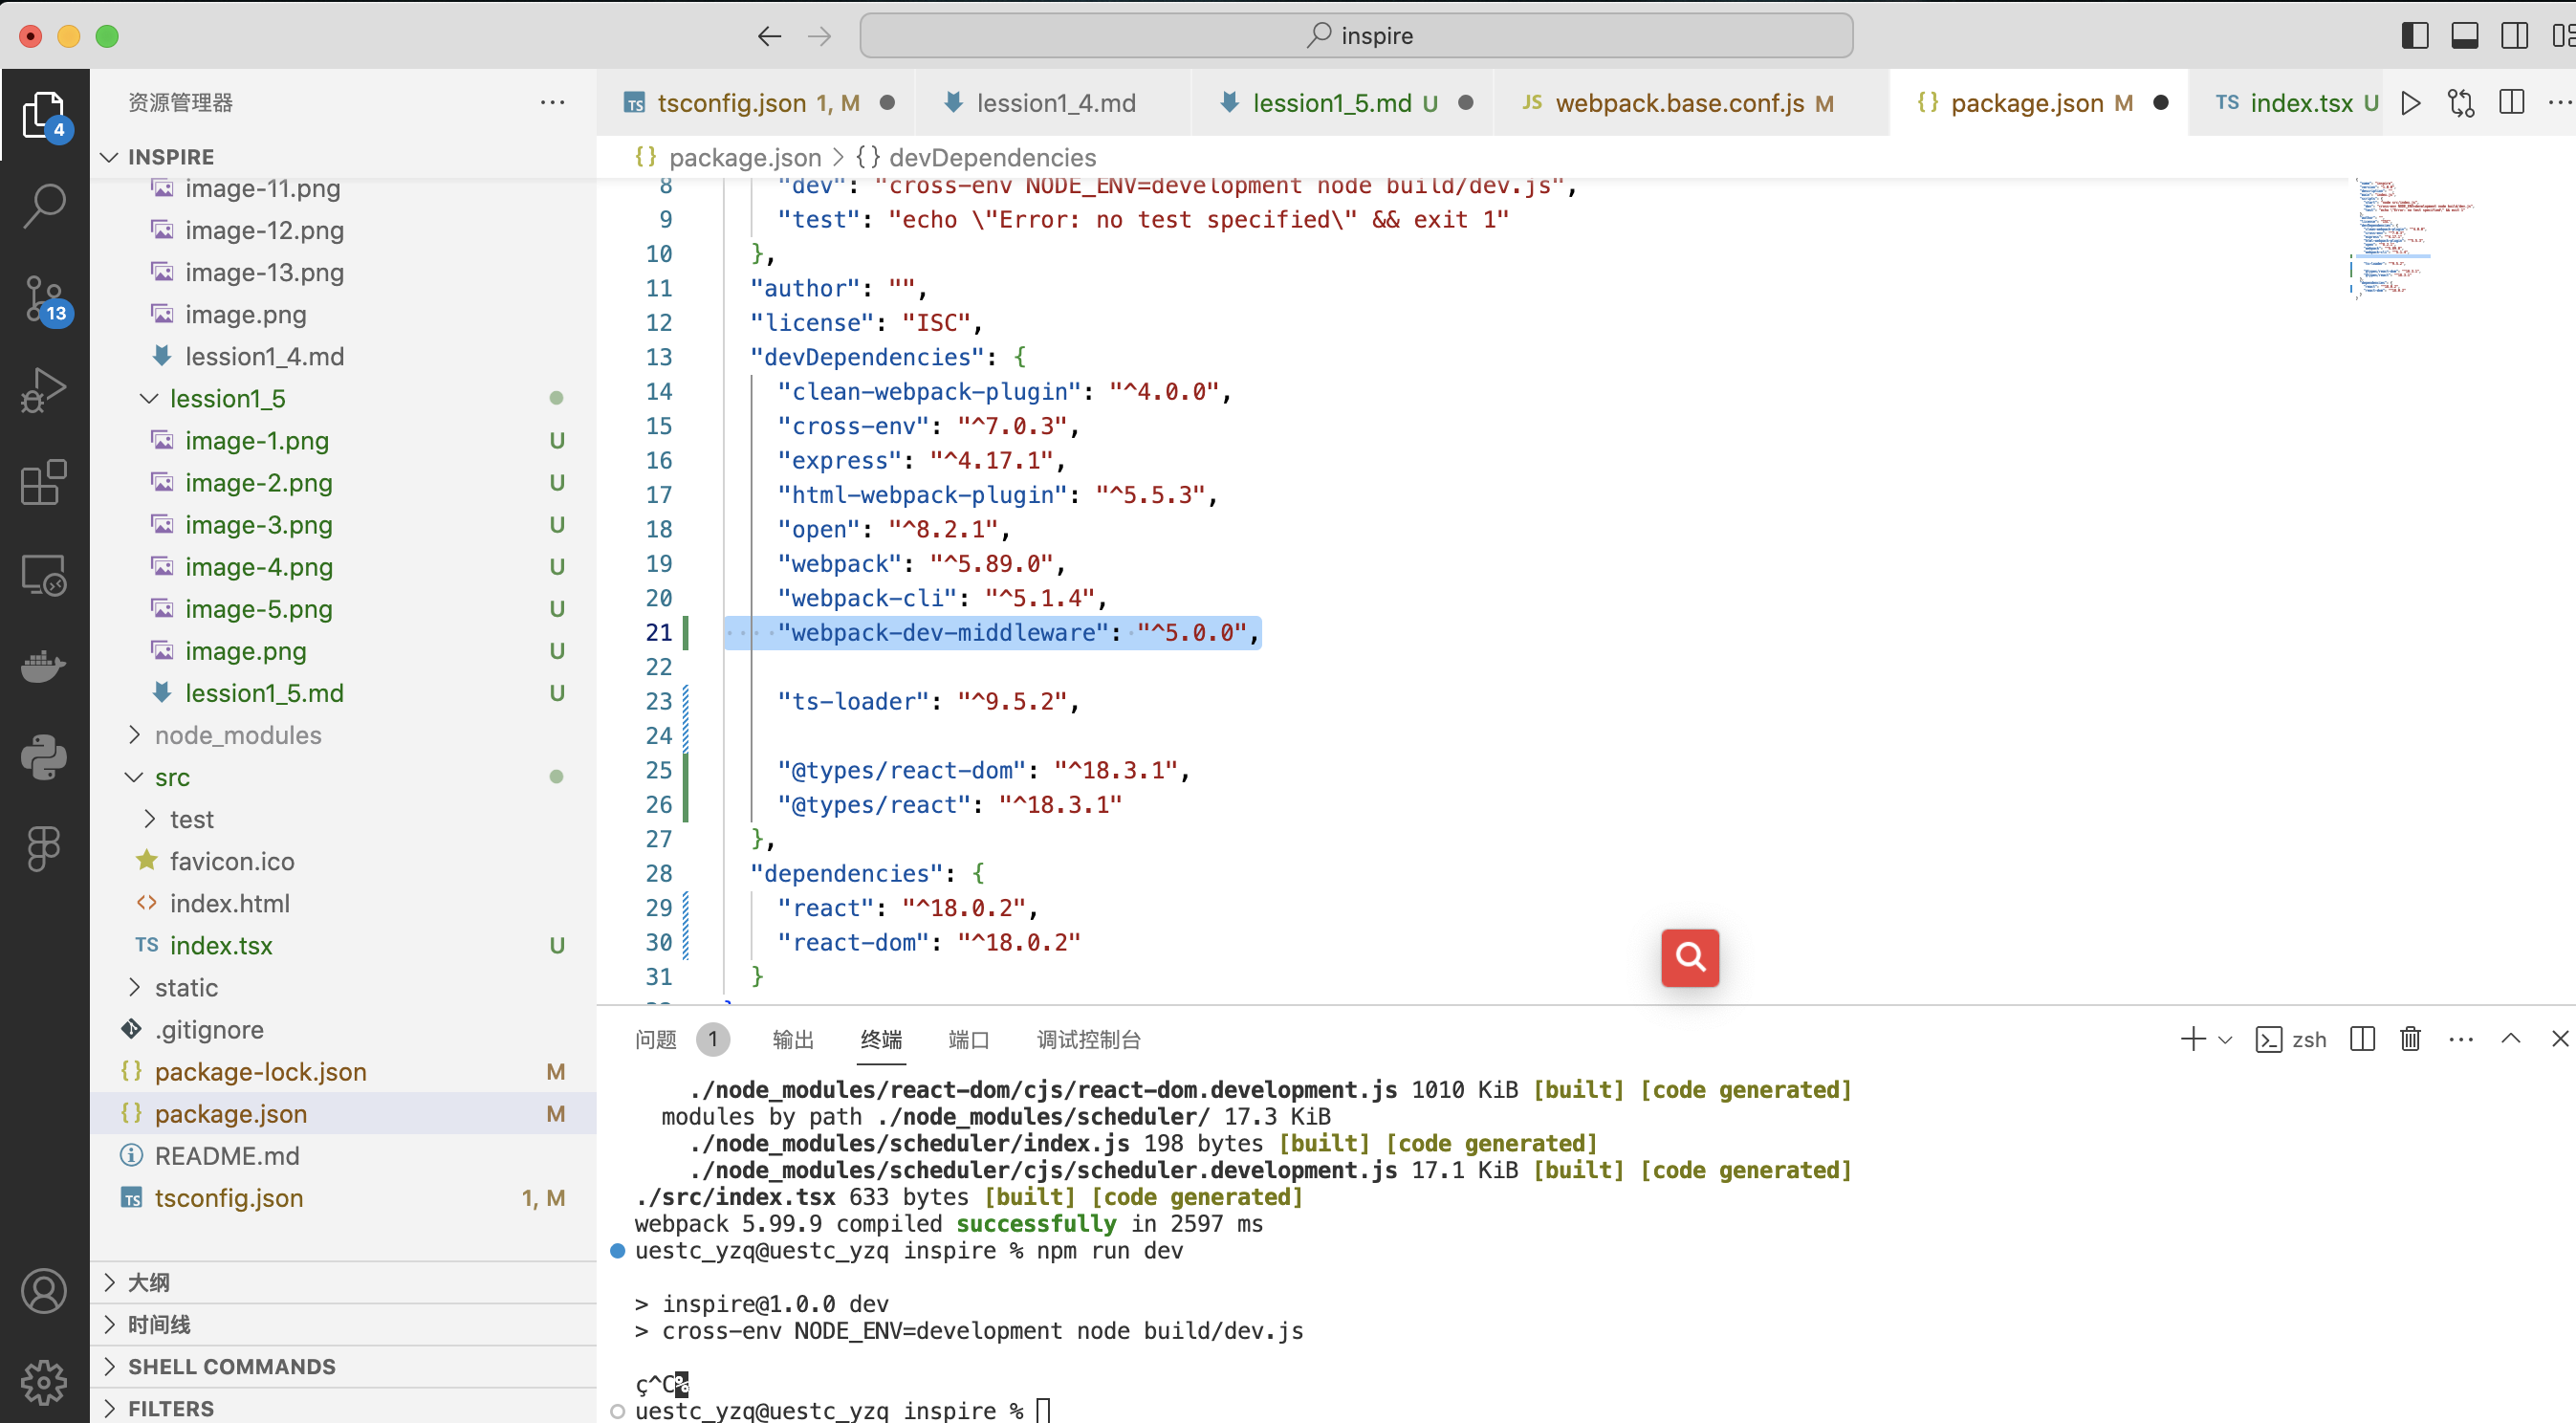 inspire
资源管理器
INSPIRE
image-11.png
image-12.png
image-13.png
image.png
lession1_4.md
lession1_5
image-1.png U
image-2.png U
image-3.png U
image-4.png U
image-5.png U
image.png U
lession1_5.md U
node_modules
src
test
favicon.ico
index.html
TS index.tsx U
static
.gitignore
{} package-lock.json M
{} package.json M
README.md
TS tsconfig.json 1, M
大纲
时间线
SHELL COMMANDS
FILTERS
4
13
TS tsconfig.json 1, M
lession1_4.md
lession1_5.md U
JS webpack.base.conf.js M
{} package.json M
TS index.tsx U
{} package.json > {} devDependencies
8 "dev": "cross-env NODE_ENV=development node build/dev.js",
9 "test": "echo \"Error: no test specified\" && exit 1"
10 },
11 "author": "",
12 "license": "ISC",
13 "devDependencies": {
14 "clean-webpack-plugin": "^4.0.0",
15 "cross-env": "^7.0.3",
16 "express": "^4.17.1",
17 "html-webpack-plugin": "^5.5.3",
18 "open": "^8.2.1",
19 "webpack": "^5.89.0",
20 "webpack-cli": "^5.1.4",
21 "webpack-dev-middleware": "^5.0.0",
22
23 "ts-loader": "^9.5.2",
24
25 "@types/react-dom": "^18.3.1",
26 "@types/react": "^18.3.1"
27 },
28 "dependencies": {
29 "react": "^18.0.2",
30 "react-dom": "^18.0.2"
31 }
问题 1 输出 终端 端口 调试控制台
zsh
./node_modules/react-dom/cjs/react-dom.development.js 1010 KiB [built] [code generated]
modules by path ./node_modules/scheduler/ 17.3 KiB
./node_modules/scheduler/index.js 198 bytes [built] [code generated]
./node_modules/scheduler/cjs/scheduler.development.js 17.1 KiB [built] [code generated]
./src/index.tsx 633 bytes [built] [code generated]
webpack 5.99.9 compiled successfully in 2597 ms
uestc_yzq@uestc_yzq inspire % npm run dev
> inspire@1.0.0 dev
> cross-env NODE_ENV=development node build/dev.js
ç^C%
uestc_yzq@uestc_yzq inspire %